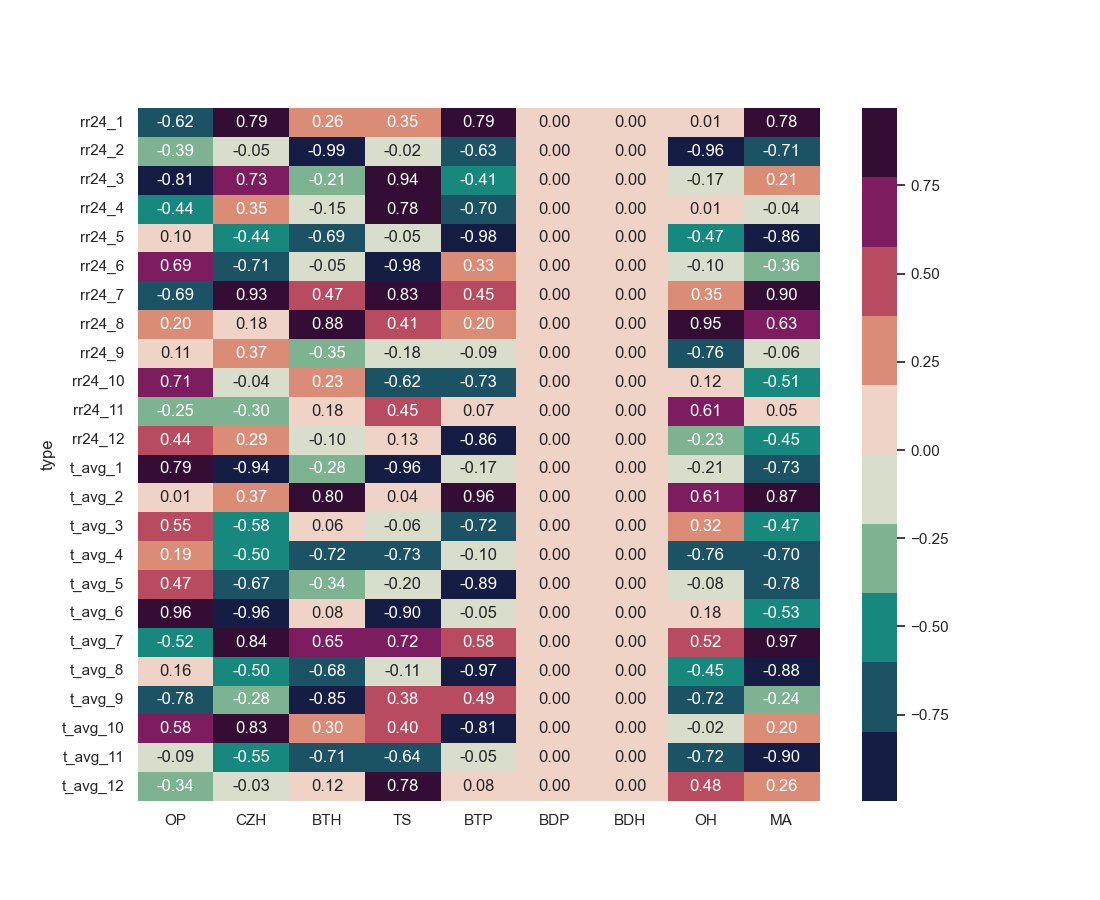 rr24_1 -0.62 0.79 0.26 0.35 0.79 0.00 0.00 0.01 0.78
rr24_2 -0.39 -0.05 -0.99 -0.02 -0.63 0.00 0.00 -0.96 -0.71
rr24_3 -0.81 0.73 -0.21 0.94 -0.41 0.00 0.00 -0.17 0.21
rr24_4 -0.44 0.35 -0.15 0.78 -0.70 0.00 0.00 0.01 -0.04
rr24_5 0.10 -0.44 -0.69 -0.05 -0.98 0.00 0.00 -0.47 -0.86
rr24_6 0.69 -0.71 -0.05 -0.98 0.33 0.00 0.00 -0.10 -0.36
rr24_7 -0.69 0.93 0.47 0.83 0.45 0.00 0.00 0.35 0.90
rr24_8 0.20 0.18 0.88 0.41 0.20 0.00 0.00 0.95 0.63
rr24_9 0.11 0.37 -0.35 -0.18 -0.09 0.00 0.00 -0.76 -0.06
rr24_10 0.71 -0.04 0.23 -0.62 -0.73 0.00 0.00 0.12 -0.51
rr24_11 -0.25 -0.30 0.18 0.45 0.07 0.00 0.00 0.61 0.05
rr24_12 0.44 0.29 -0.10 0.13 -0.86 0.00 0.00 -0.23 -0.45
t_avg_1 0.79 -0.94 -0.28 -0.96 -0.17 0.00 0.00 -0.21 -0.73
t_avg_2 0.01 0.37 0.80 0.04 0.96 0.00 0.00 0.61 0.87
t_avg_3 0.55 -0.58 0.06 -0.06 -0.72 0.00 0.00 0.32 -0.47
t_avg_4 0.19 -0.50 -0.72 -0.73 -0.10 0.00 0.00 -0.76 -0.70
t_avg_5 0.47 -0.67 -0.34 -0.20 -0.89 0.00 0.00 -0.08 -0.78
t_avg_6 0.96 -0.96 0.08 -0.90 -0.05 0.00 0.00 0.18 -0.53
t_avg_7 -0.52 0.84 0.65 0.72 0.58 0.00 0.00 0.52 0.97
t_avg_8 0.16 -0.50 -0.68 -0.11 -0.97 0.00 0.00 -0.45 -0.88
t_avg_9 -0.78 -0.28 -0.85 0.38 0.49 0.00 0.00 -0.72 -0.24
t_avg_10 0.58 0.83 0.30 0.40 -0.81 0.00 0.00 -0.02 0.20
t_avg_11 -0.09 -0.55 -0.71 -0.64 -0.05 0.00 0.00 -0.72 -0.90
t_avg_12 -0.34 -0.03 0.12 0.78 0.08 0.00 0.00 0.48 0.26
OP CZH BTH TS BTP BDP BDH OH MA
type
0.75
0.50
0.25
0.00
-0.25
-0.50
-0.75